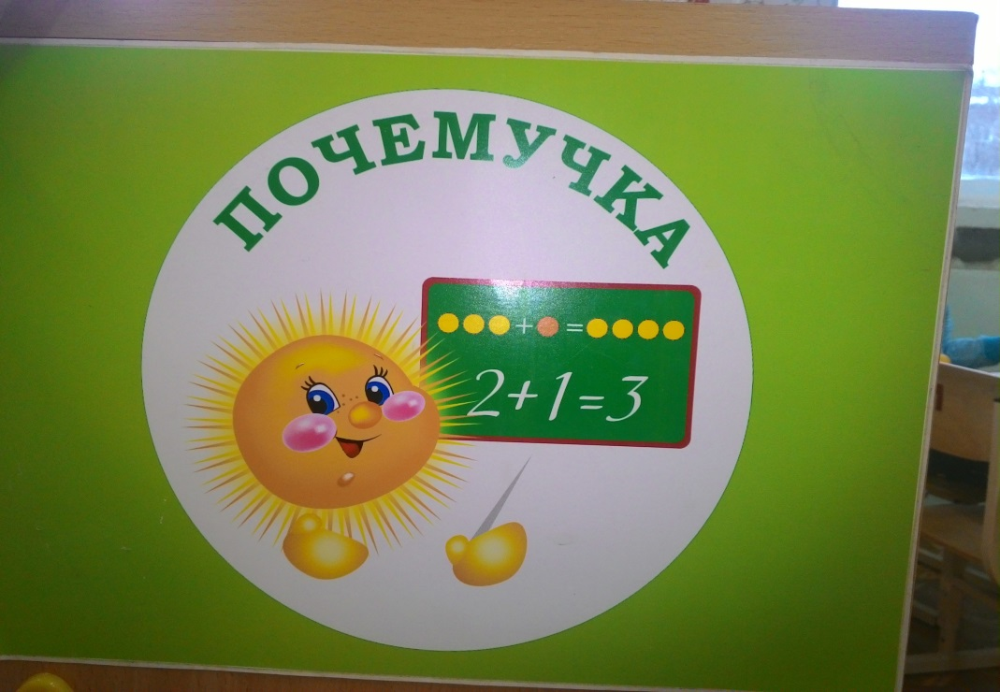 ПОЧЕМУЧКА
+ =
2+1=3